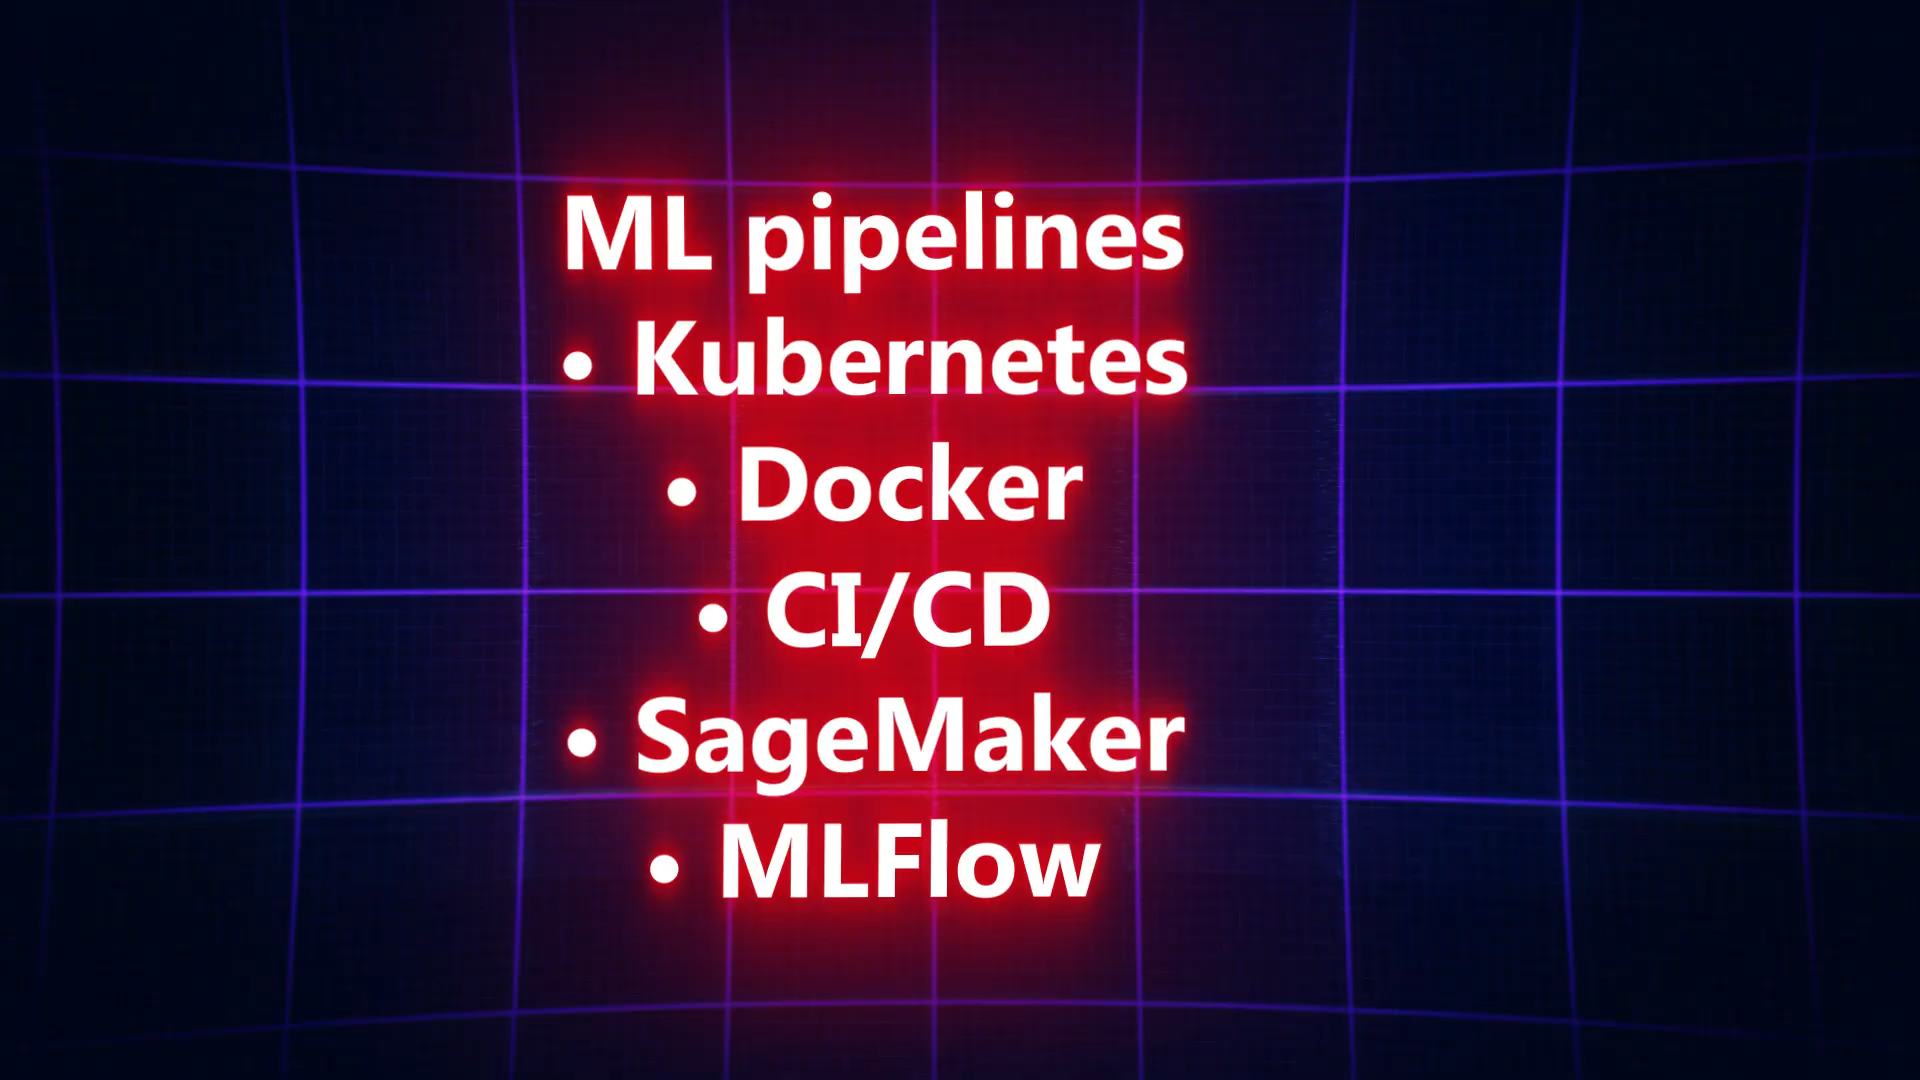 ML pipelines
• Kubernetes
• Docker
• CI/CD
• SageMaker
• MLFlow